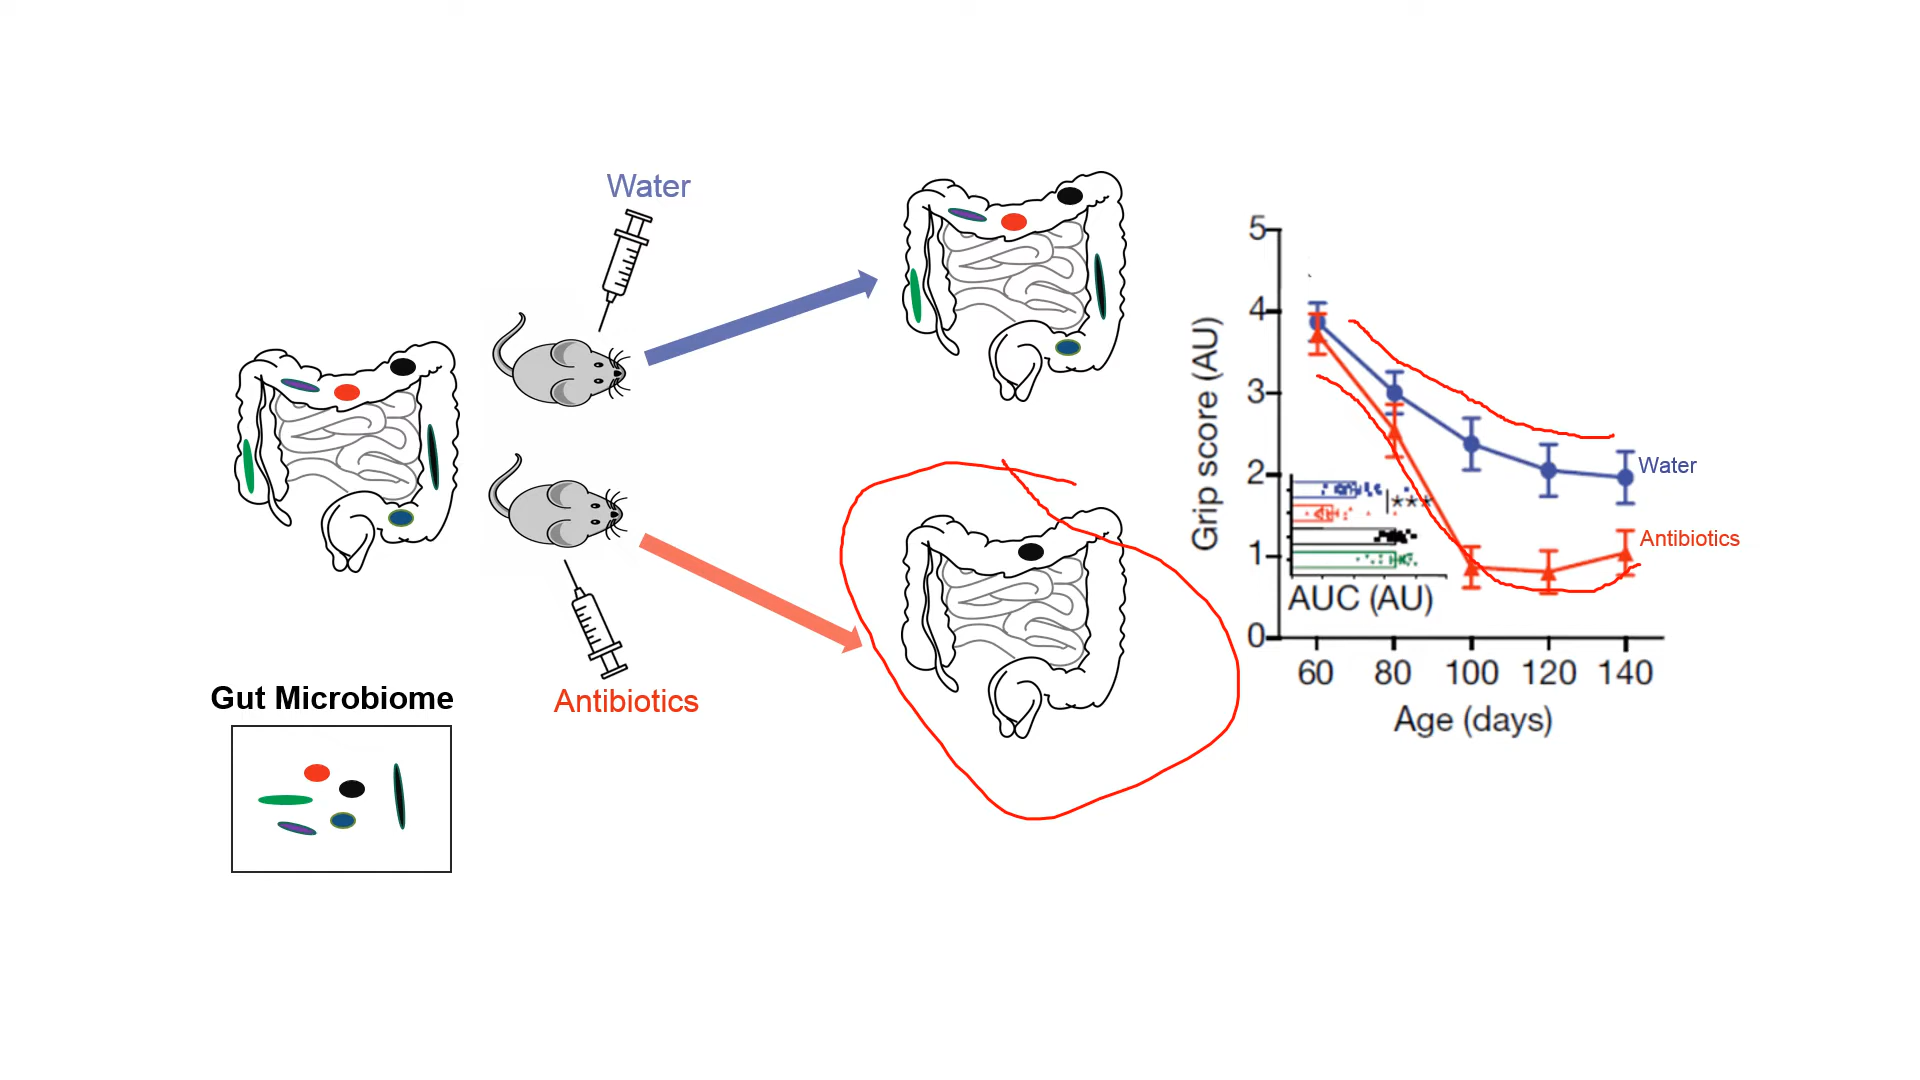 Water
Antibiotics
Gut Microbiome
Grip score (AU)
5
4
3
2
1
0
Water
Antibiotics
***
AUC (AU)
60 80 100 120 140
Age (days)